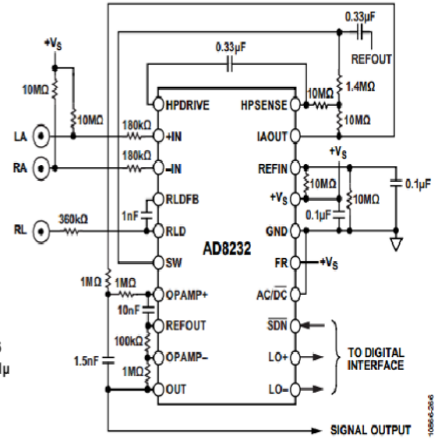 0.33µF
+VS
0.33µF
REFOUT
10MΩ
HPDRIVE
HPSENSE
10MΩ
1.4MΩ
10MΩ
10MΩ
LA
180kΩ
+IN
IAOUT
+VS
RA
180kΩ
–IN
REFIN
10MΩ
10MΩ
0.1µF
RLDFB
+VS
1nF
0.1µF
RL
360kΩ
RLD
GND
AD8232
SW
FR
+VS
1MΩ
1MΩ
OPAMP+
AC/DC
10nF
REFOUT
SDN
100kΩ
TO DIGITAL
INTERFACE
1.5nF
OPAMP–
LO+
1MΩ
OUT
LO–
SIGNAL OUTPUT